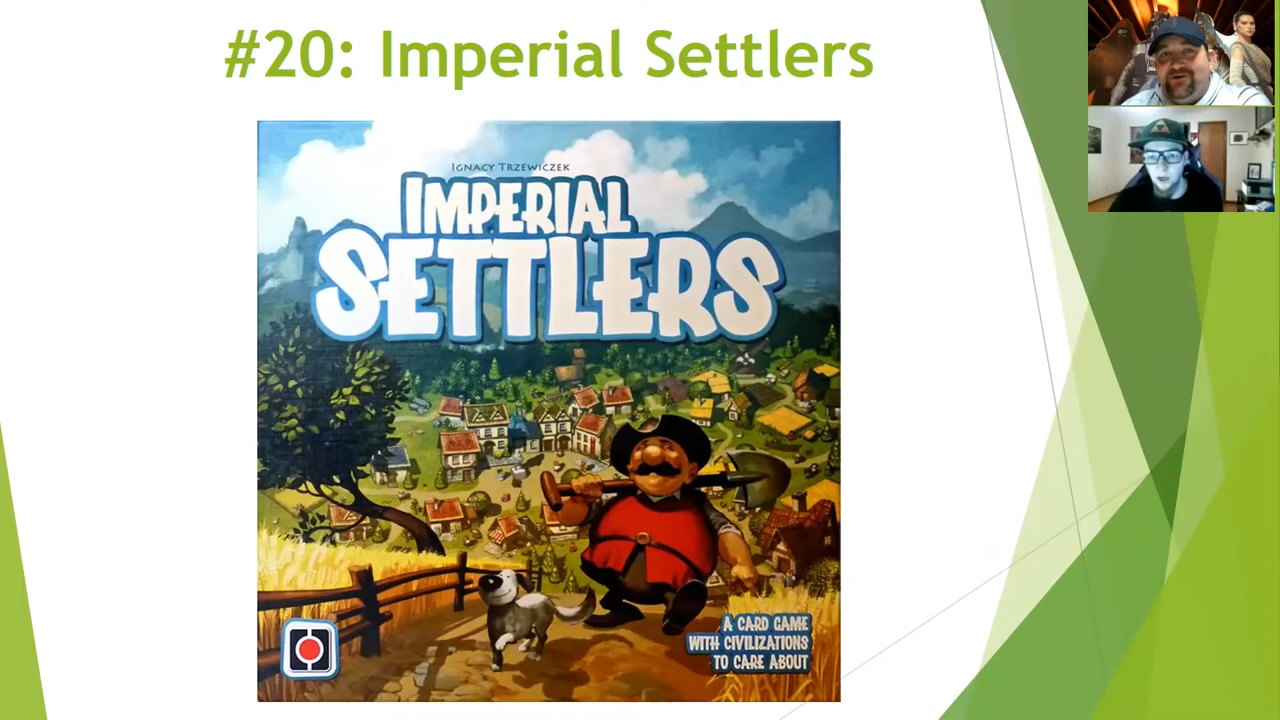 #20: Imperial Settlers
Ignacy Trzewiczek
IMPERIAL
SETTLERS
A CARD GAME
WITH CIVILIZATIONS
TO CARE ABOUT